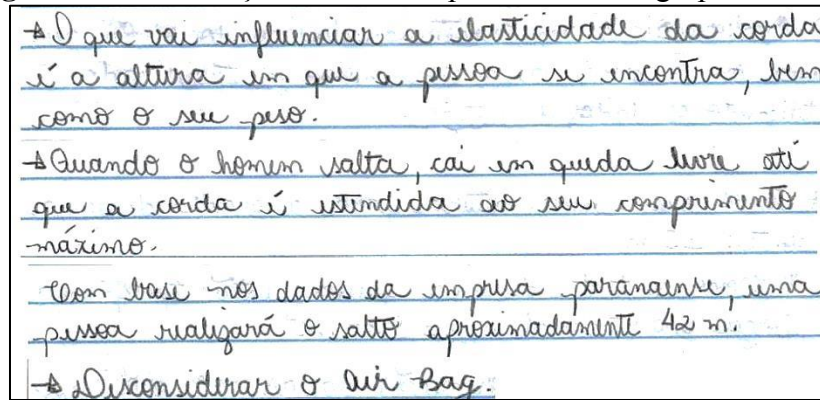 → O que vai influenciar a elasticidade da corda
é a altura em que a pessoa se encontra, bem
como o seu peso.
→ Quando o homem salta, cai em queda livre até
que a corda é estendida ao seu comprimento
máximo.
Com base nos dados da empresa paranaense, uma
pessoa realizará o salto aproximadamente 42 m.
→ Desconsiderar o Air Bag.